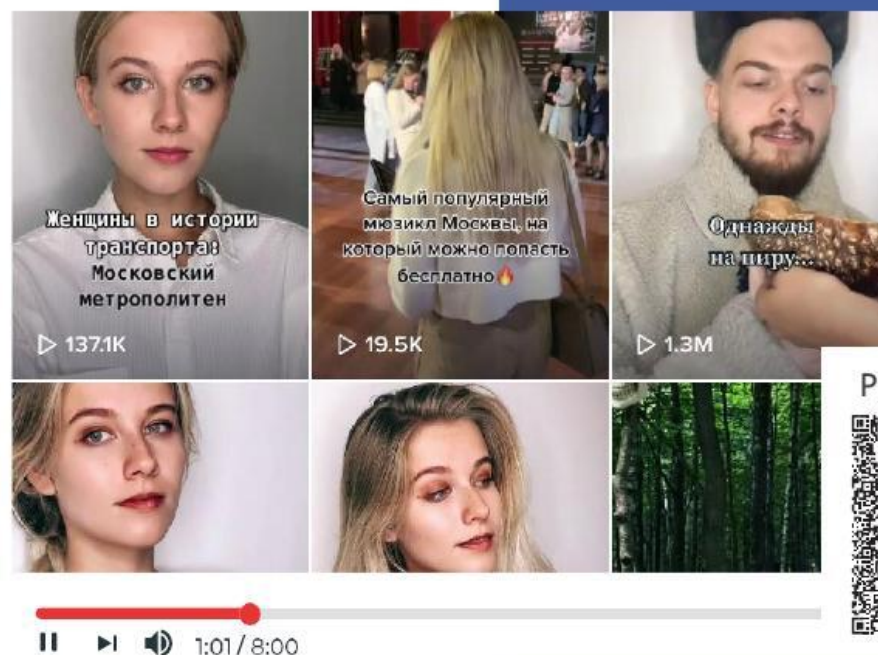 Женщины в истории
транспорта:
Московский
метрополитен
137.1K
Самый популярный
мюзикл Москвы, на
который можно попасть
бесплатно🔥
19.5K
Однажды
на пиру...
1.3M
P
1:01 / 8:00